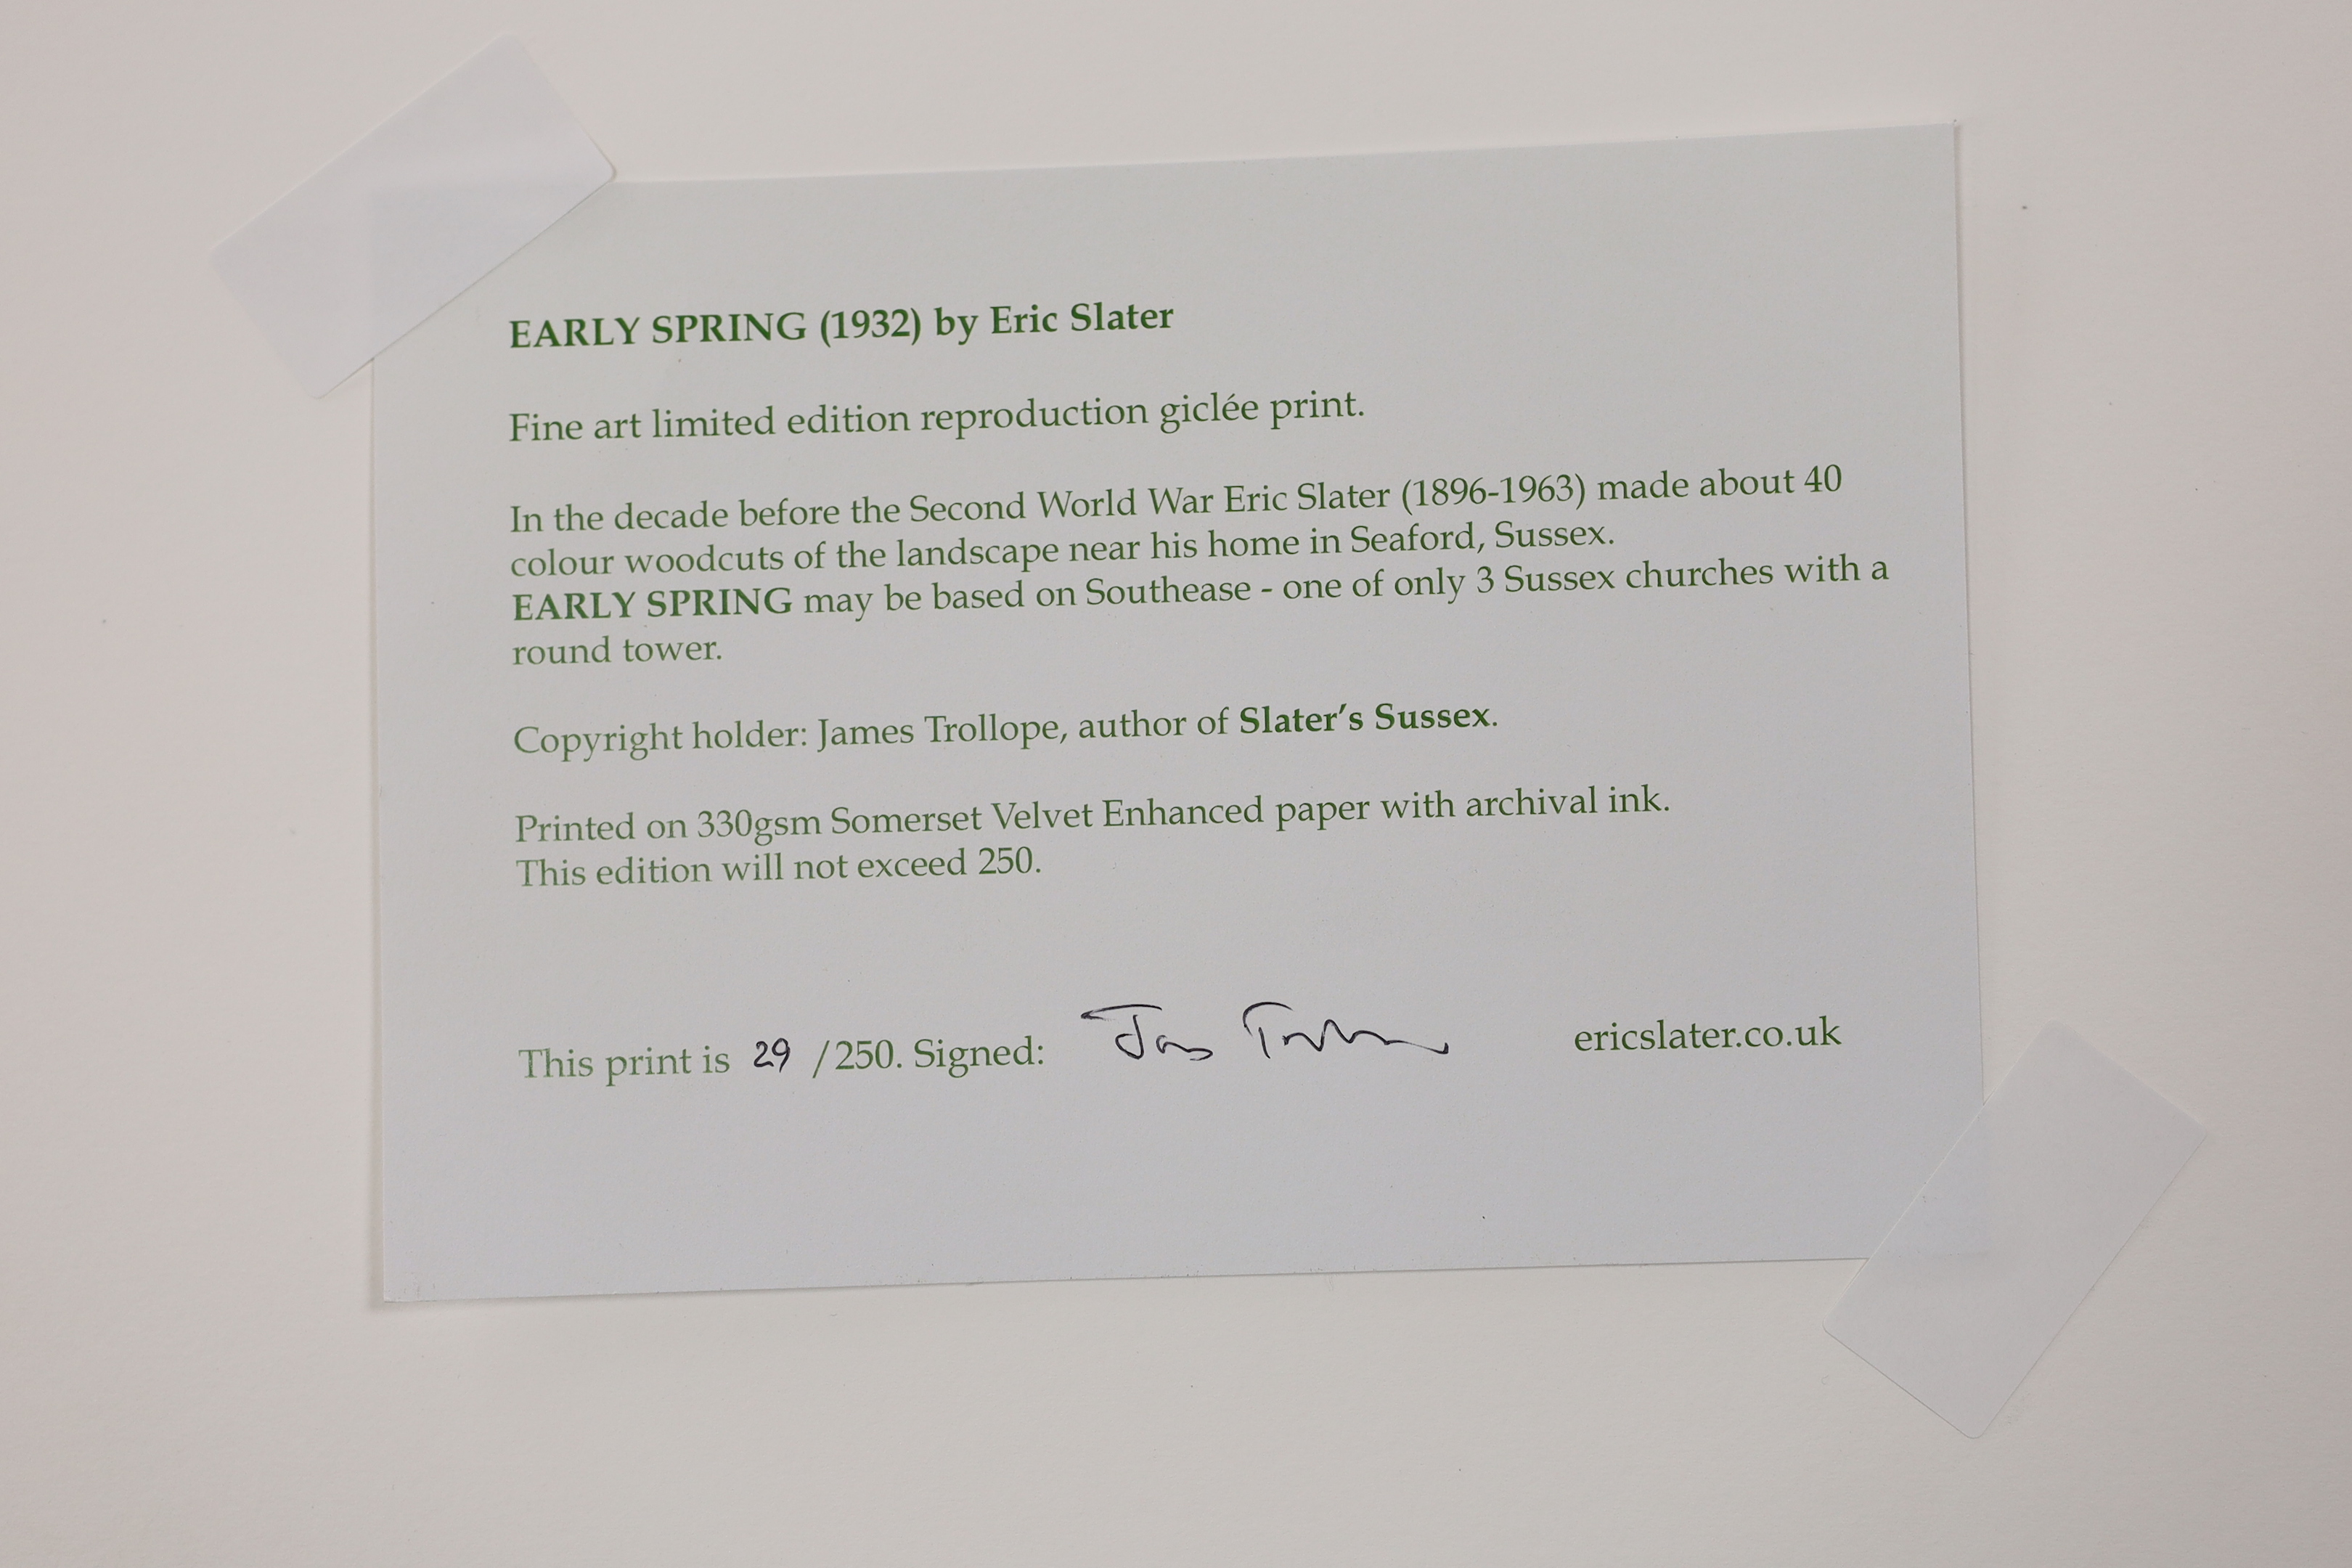 EARLY SPRING (1932) by Eric Slater
Fine art limited edition reproduction giclée print.
In the decade before the Second World War Eric Slater (1896-1963) made about 40
colour woodcuts of the landscape near his home in Seaford, Sussex.
EARLY SPRING may be based on Southease - one of only 3 Sussex churches with a
round tower.
Copyright holder: James Trollope, author of Slater's Sussex.
Printed on 330gsm Somerset Velvet Enhanced paper with archival ink.
This edition will not exceed 250.
This print is 29 /250. Signed: ericslater.co.uk